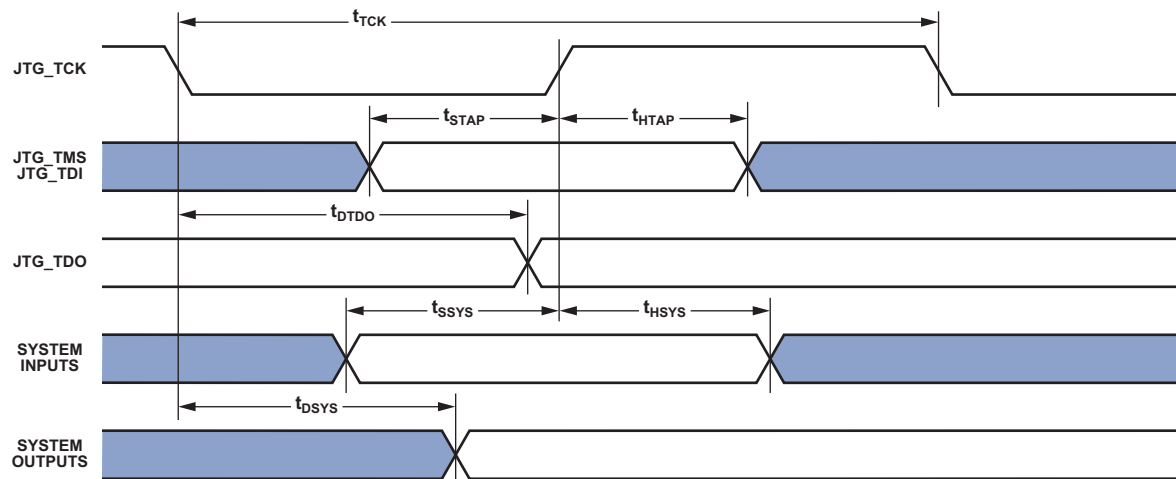 tTCK
JTG_TCK
tSTAP
tHTAP
JTG_TMS
JTG_TDI
tDTDO
JTG_TDO
tSSYS
tHSYS
SYSTEM
INPUTS
tDSYS
SYSTEM
OUTPUTS